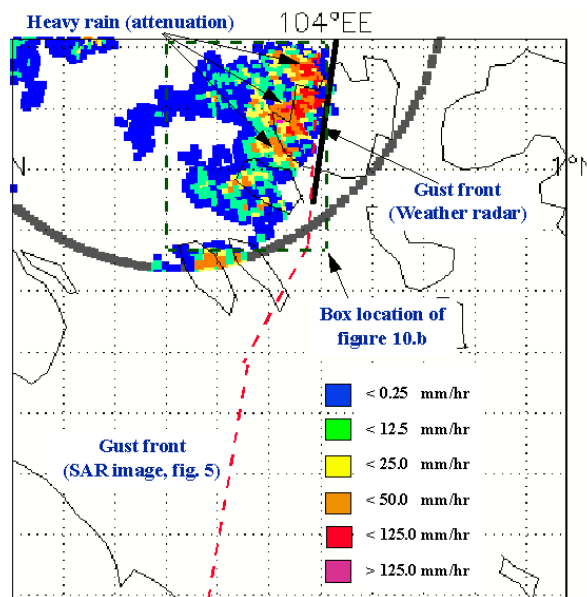 Heavy rain (attenuation)
104°EE
N
1°N
Gust front
(Weather radar)
Box location of
figure 10.b
Gust front
(SAR image, fig. 5)
< 0.25 mm/hr
< 12.5 mm/hr
< 25.0 mm/hr
< 50.0 mm/hr
< 125.0 mm/hr
> 125.0 mm/hr